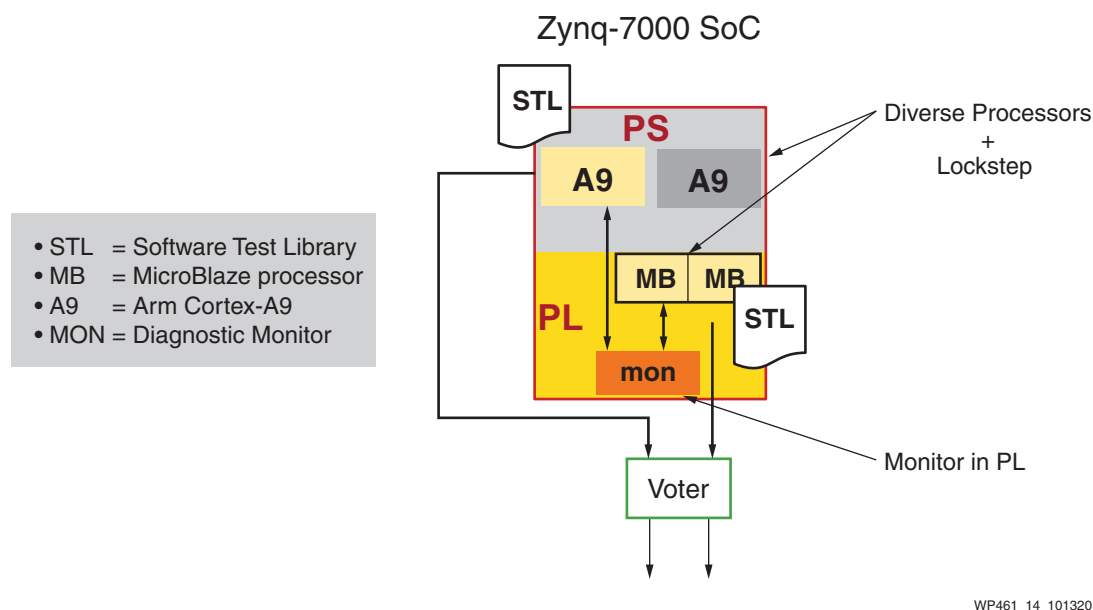 Zynq-7000 SoC
STL
PS
A9
A9
Diverse Processors
+
Lockstep
• STL = Software Test Library
• MB = MicroBlaze processor
• A9 = Arm Cortex-A9
• MON = Diagnostic Monitor
MB
MB
PL
STL
mon
Monitor in PL
Voter
WP461_14_101320